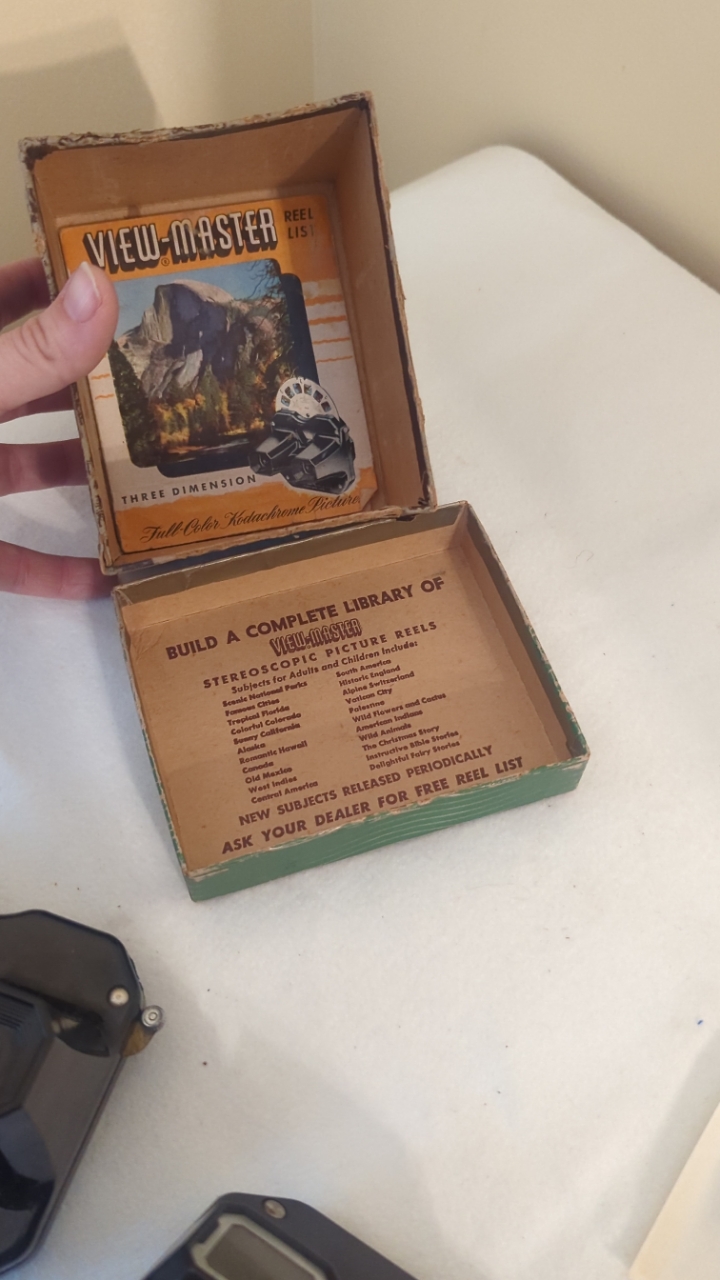 VIEW-MASTER
®
REEL
LIST
THREE DIMENSION
Full-Color Kodachrome Pictures
BUILD A COMPLETE LIBRARY OF
VIEW-MASTER
STEREOSCOPIC PICTURE REELS
Subjects for Adults and Children Include:
Scenic National Parks
Famous Cities
Tropical Florida
Colorful Colorado
Sunny California
Alaska
Romantic Hawaii
Canada
Old Mexico
West Indies
Central America
South America
Historic England
Alpine Switzerland
Vatican City
Palestine
Wild Flowers and Cactus
American Indians
Wild Animals
The Christmas Story
Instructive Bible Stories
Delightful Fairy Stories
NEW SUBJECTS RELEASED PERIODICALLY
ASK YOUR DEALER FOR FREE REEL LIST